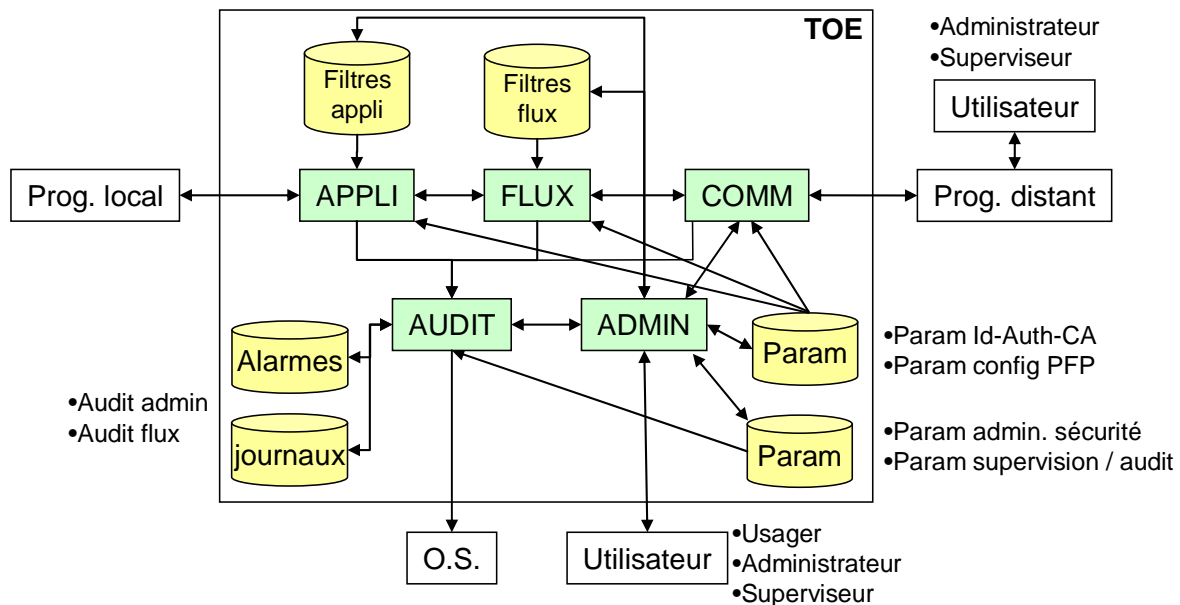 TOE
•Administrateur
•Superviseur
Filtres
appli
Filtres
flux
Utilisateur
Prog. local
APPLI
FLUX
COMM
Prog. distant
AUDIT
ADMIN
Param
Alarmes
•Param Id-Auth-CA
•Param config PFP
•Audit admin
•Audit flux
journaux
Param
•Param admin. sécurité
•Param supervision / audit
O.S.
Utilisateur
•Usager
•Administrateur
•Superviseur